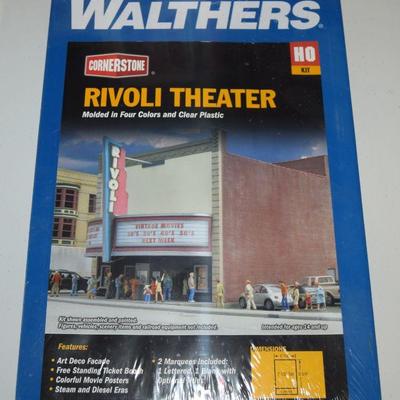 WALTHERS
CORNERSTONE
HO
KIT
RIVOLI THEATER
Molded in Four Colors and Clear Plastic
RIVOLI
VINTAGE MOVIES
NEXT WEEK
Kit shown assembled and painted.
Figures, vehicles, scenery items and railroad equipment not included.
Intended for ages 14 and up
Features:
• Art Deco Facade
• Free Standing Ticket Booth
• Colorful Movie Posters
• Steam and Diesel Eras
• 2 Marquees Included:
1 Lettered, 1 Blank with
Optional
DIMENSIONS